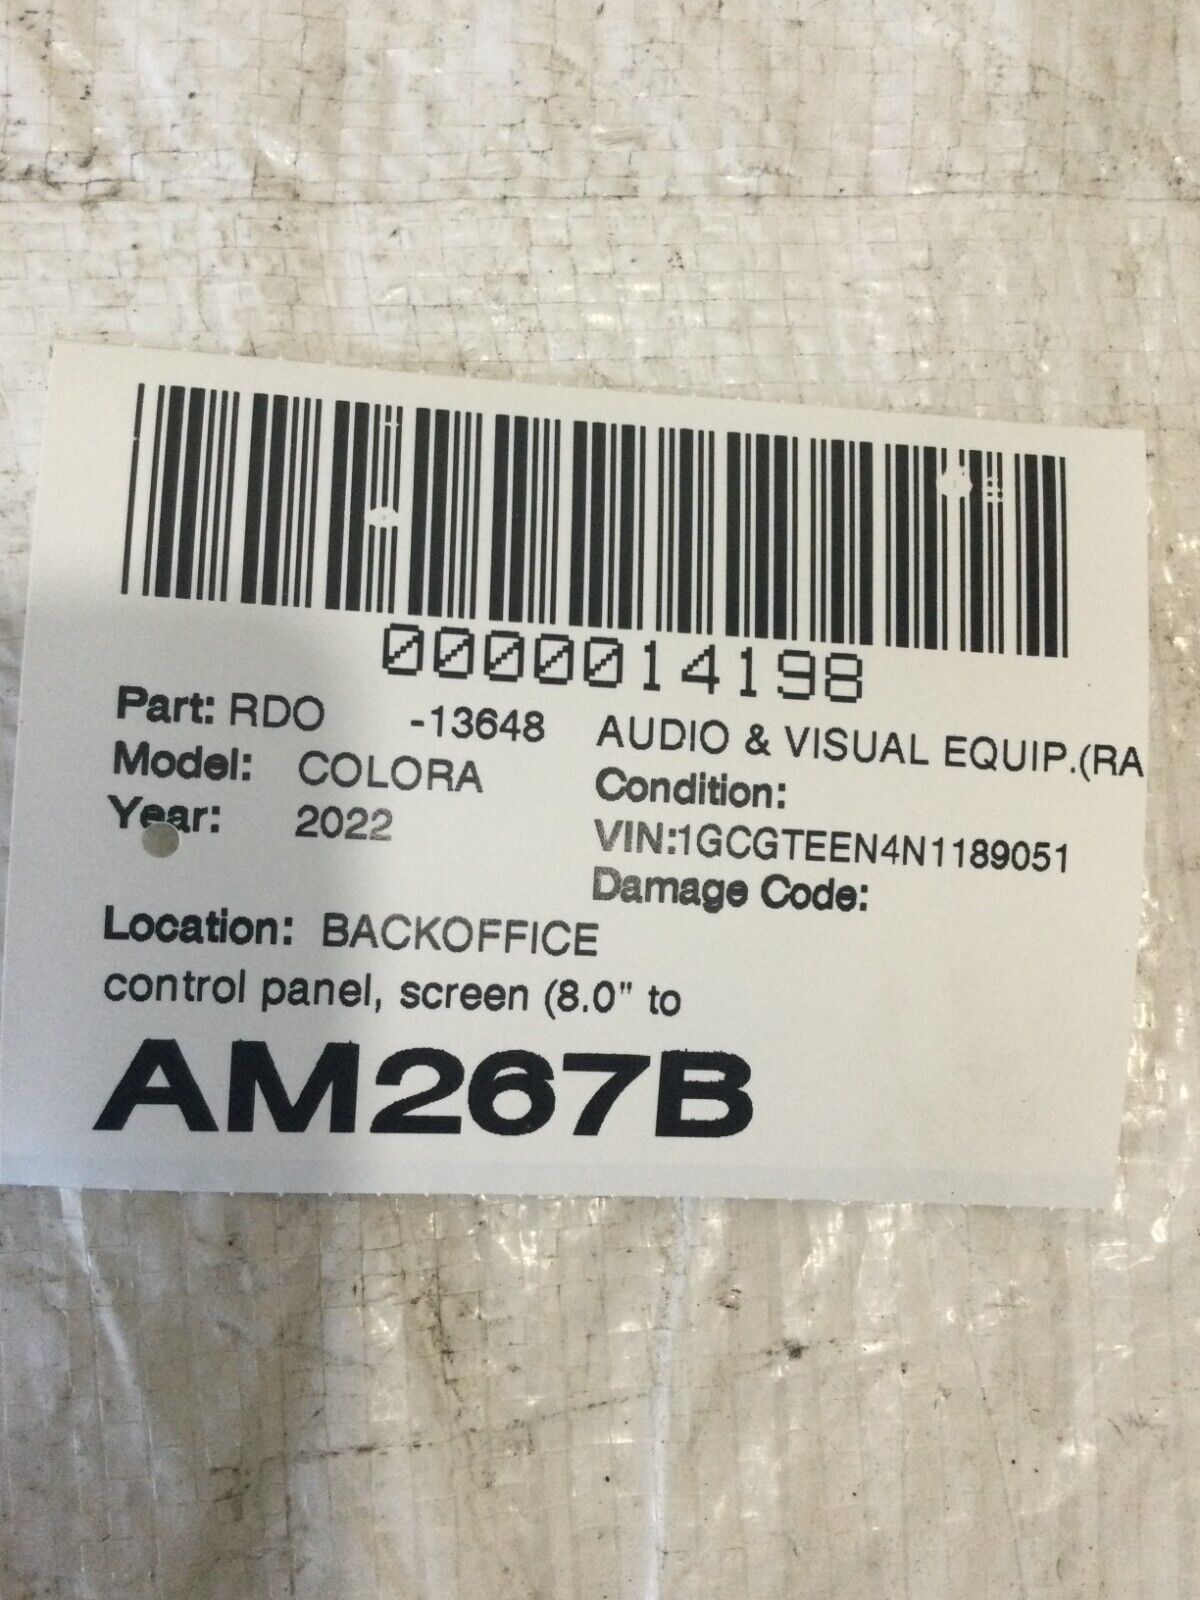 0000014198
Part: RDO -13648 AUDIO & VISUAL EQUIP.(RA
Model: COLORA
Condition:
Year: 2022
VIN:1GCGTEEN4N1189051
Damage Code:
Location: BACKOFFICE
control panel, screen (8.0" to
AM267B